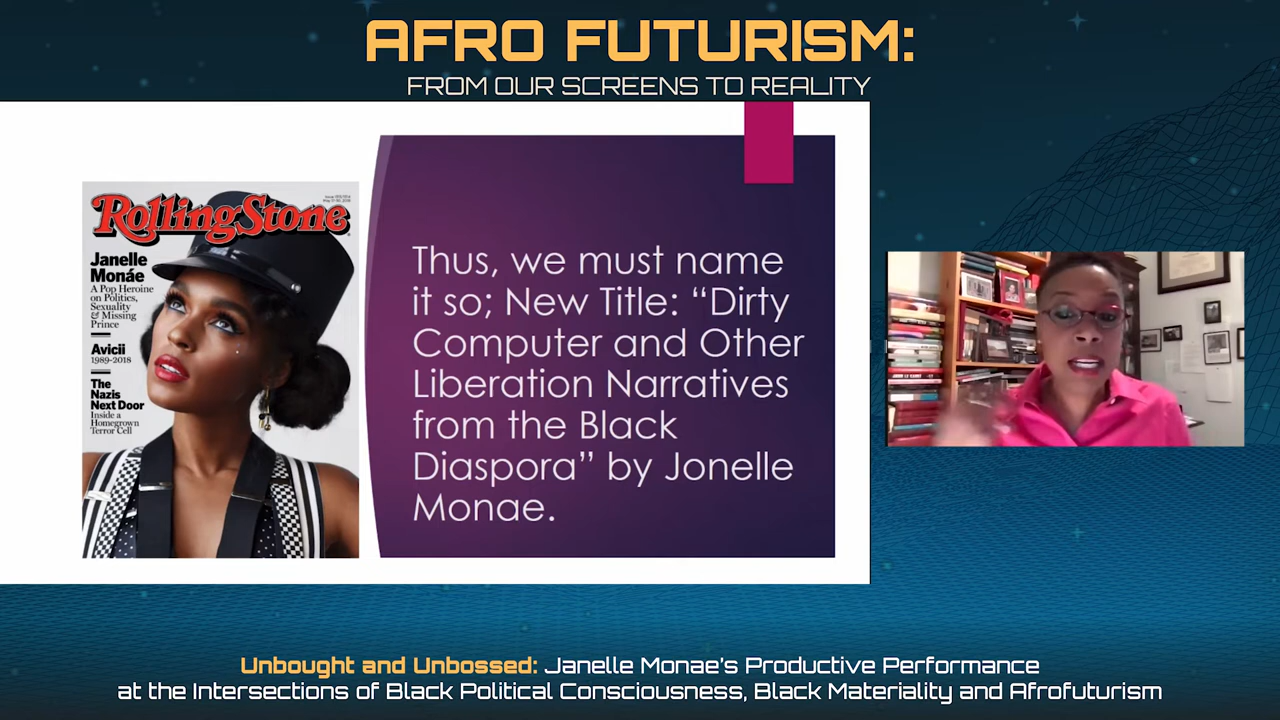 AFRO FUTURISM:
FROM OUR SCREENS TO REALITY
RollingStone
Janelle
Monáe
A Pop Heroine
on Politics,
Sexuality
& Missing
Prince
Avicii
1989-2018
The
Nazis
Next Door
Inside a
Homegrown
Terror Cell
Thus, we must name
it so; New Title: “Dirty
Computer and Other
Liberation Narratives
from the Black
Diaspora” by Jonelle
Monae.
Unbought and Unbossed: Janelle Monae’s Productive Performance
at the Intersections of Black Political Consciousness, Black Materiality and Afrofuturism